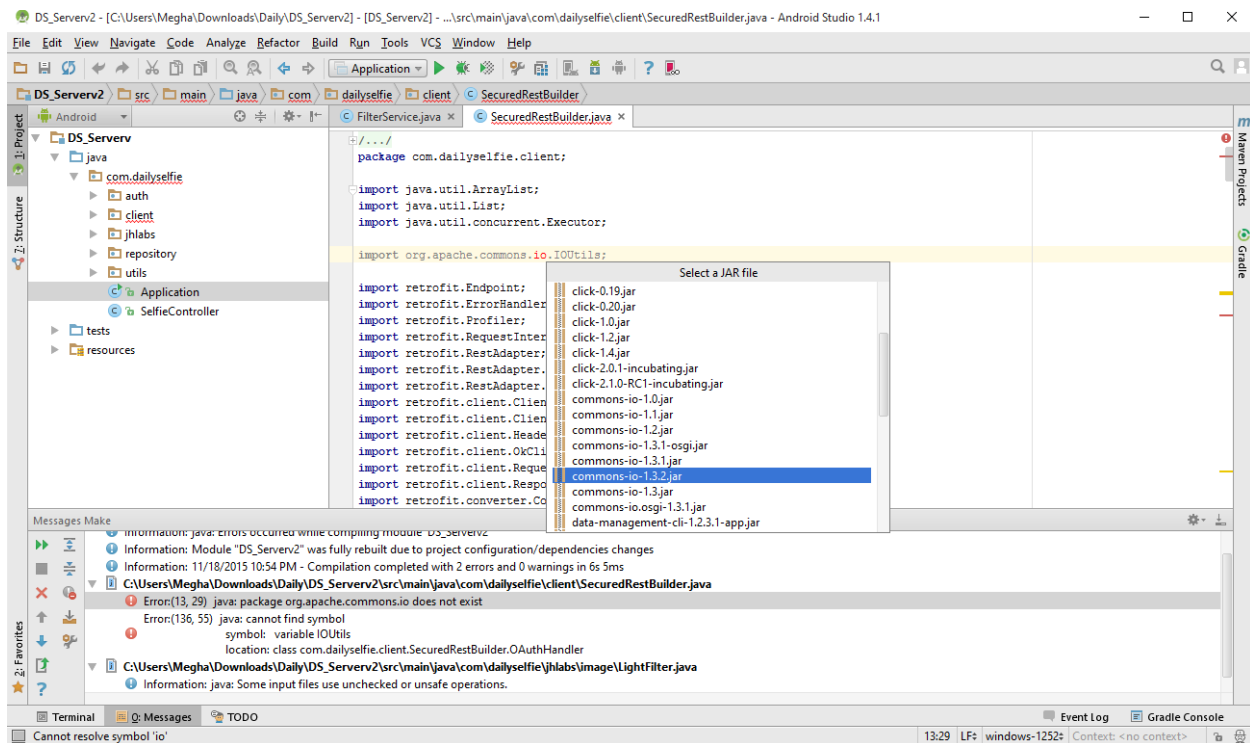 DS_Serverv2 - [C:\Users\Megha\Downloads\Daily\DS_Serverv2] - [DS_Serverv2] - ...\src\main\java\com\dailyselfie\client\SecuredRestBuilder.java - Android Studio 1.4.1
File Edit View Navigate Code Analyze Refactor Build Run Tools VCS Window Help
Application
DS_Serverv2 src main java com dailyselfie client SecuredRestBuilder
Android
FilterService.java
SecuredRestBuilder.java
1: Project
7: Structure
2: Favorites
DS_Serverv
java
com.dailyselfie
auth
client
jhlabs
repository
utils
Application
SelfieController
tests
resources
/.../
package com.dailyselfie.client;
import java.util.ArrayList;
import java.util.List;
import java.util.concurrent.Executor;
import org.apache.commons.io.IOUtils;
import retrofit.Endpoint;
import retrofit.ErrorHandler
import retrofit.Profiler;
import retrofit.RequestInter
import retrofit.RestAdapter;
import retrofit.RestAdapter.
import retrofit.RestAdapter.
import retrofit.client.Clien
import retrofit.client.Clien
import retrofit.client.Heade
import retrofit.client.OkCli
import retrofit.client.Reque
import retrofit.client.Respo
import retrofit.converter.Co
Select a JAR file
click-0.19.jar
click-0.20.jar
click-1.0.jar
click-1.2.jar
click-1.4.jar
click-2.0.1-incubating.jar
click-2.1.0-RC1-incubating.jar
commons-io-1.0.jar
commons-io-1.1.jar
commons-io-1.2.jar
commons-io-1.3.1-osgi.jar
commons-io-1.3.1.jar
commons-io-1.3.2.jar
commons-io-1.3.jar
commons-io.osgi-1.3.1.jar
data-management-cli-1.2.3.1-app.jar
m
Maven Projects
Gradle
Messages Make
Information: java: Errors occurred while compiling module 'DS_Serverv2'
Information: Module "DS_Serverv2" was fully rebuilt due to project configuration/dependencies changes
Information: 11/18/2015 10:54 PM - Compilation completed with 2 errors and 0 warnings in 6s 5ms
C:\Users\Megha\Downloads\Daily\DS_Serverv2\src\main\java\com\dailyselfie\client\SecuredRestBuilder.java
Error:(13, 29) java: package org.apache.commons.io does not exist
Error:(136, 55) java: cannot find symbol
symbol: variable IOUtils
location: class com.dailyselfie.client.SecuredRestBuilder.OAuthHandler
C:\Users\Megha\Downloads\Daily\DS_Serverv2\src\main\java\com\dailyselfie\jhlabs\image\LightFilter.java
Information: java: Some input files use unchecked or unsafe operations.
Terminal 0: Messages TODO Event Log Gradle Console
Cannot resolve symbol 'io' 13:29 LF windows-1252 Context: <no context>